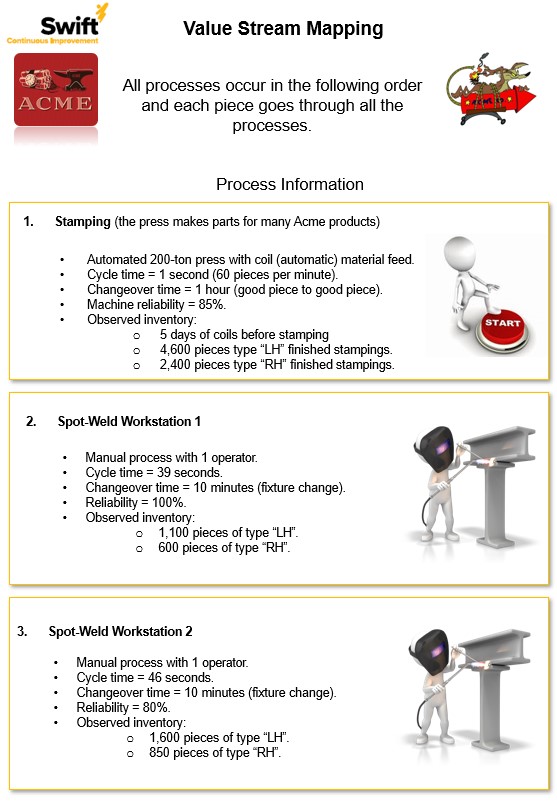 Swift
Continuous Improvement
Value Stream Mapping
ACME
All processes occur in the following order
and each piece goes through all the
processes.
Process Information
1. Stamping (the press makes parts for many Acme products)
• Automated 200-ton press with coil (automatic) material feed.
• Cycle time = 1 second (60 pieces per minute).
• Changeover time = 1 hour (good piece to good piece).
• Machine reliability = 85%.
• Observed inventory:
o 5 days of coils before stamping
o 4,600 pieces type “LH” finished stampings.
o 2,400 pieces type “RH” finished stampings.
START
2. Spot-Weld Workstation 1
• Manual process with 1 operator.
• Cycle time = 39 seconds.
• Changeover time = 10 minutes (fixture change).
• Reliability = 100%.
• Observed inventory:
o 1,100 pieces of type “LH”.
o 600 pieces of type “RH”.
3. Spot-Weld Workstation 2
• Manual process with 1 operator.
• Cycle time = 46 seconds.
• Changeover time = 10 minutes (fixture change).
• Reliability = 80%.
• Observed inventory:
o 1,600 pieces of type “LH”.
o 850 pieces of type “RH”.